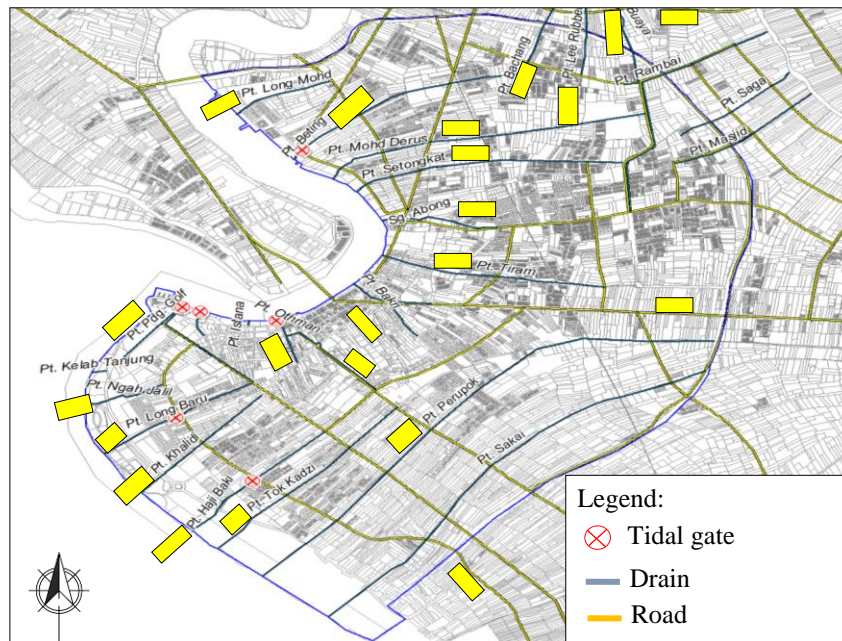 Buaya
Pt. Lee Rubber
Pt. Bachang
Pt. Rambai
Pt. Long Mohd
Pt. Saga
Beting
Pt. Mohd Derus
Pt. Masjid
Pt. Setongkat
Sg. Abong
Pt. Tiram
Pt. Bakri
Pt. Pdg Golf
Pt. Istana
Pt. Othman
Pt. Kelab Tanjung
Pt. Ngah Jalil
Pt. Long Baru
Pt. Perupok
Pt. Khalid
Pt. Sakai
Pt. Haji Baki
Pt. Tok Kadzi
Legend:
Tidal gate
Drain
Road